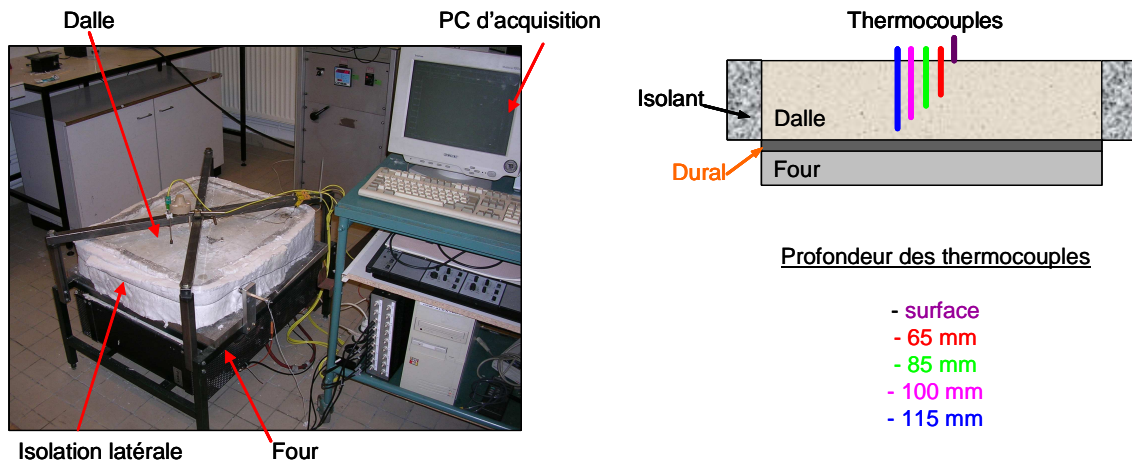 Dalle
PC d'acquisition
Isolation latérale
Four
Thermocouples
Isolant
Dalle
Dural
Four
Profondeur des thermocouples
- surface
- 65 mm
- 85 mm
- 100 mm
- 115 mm